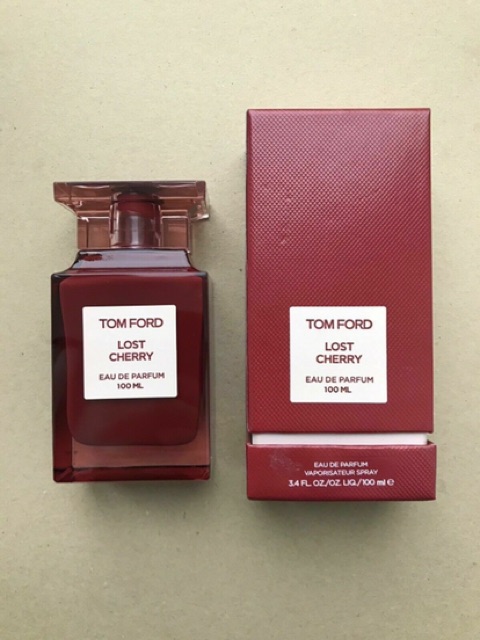 TOM FORD
LOST
CHERRY
EAU DE PARFUM
100 ML
TOM FORD
LOST
CHERRY
EAU DE PARFUM
100 ML
EAU DE PARFUM
VAPORISATEUR SPRAY
3.4 FL. OZ./OZ. LIQ./100 ml ℮